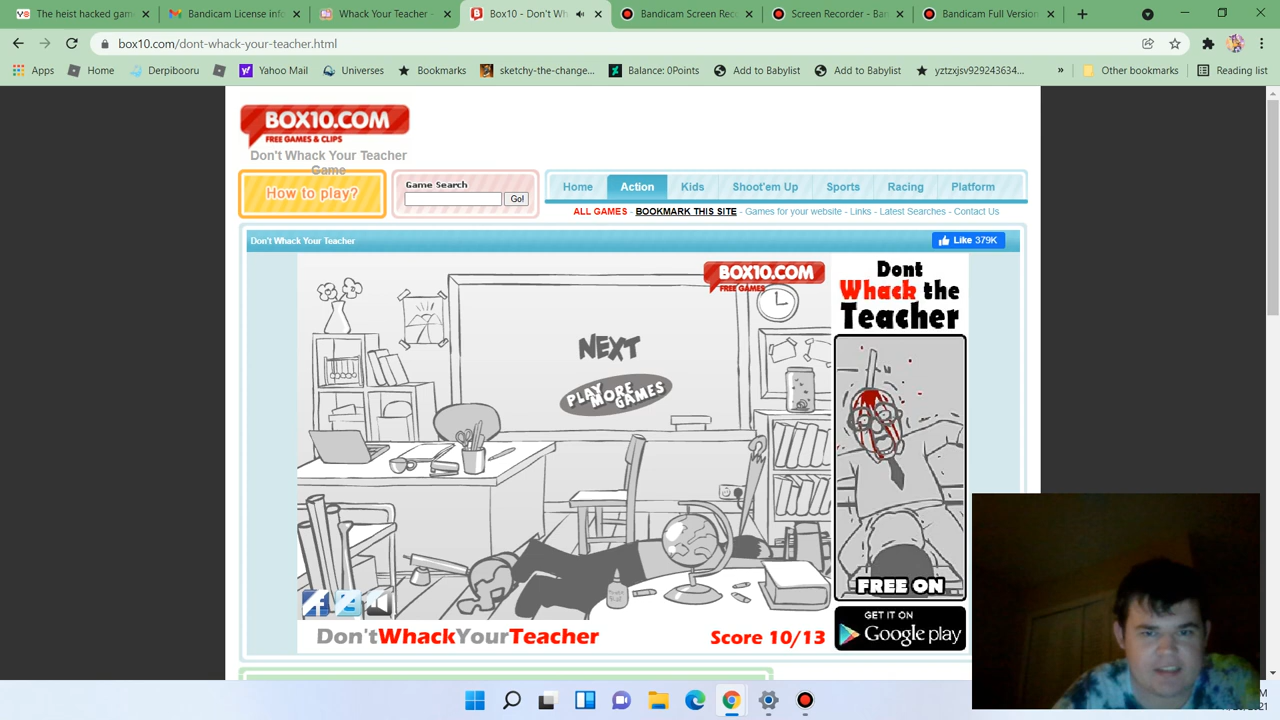 The heist hacked game
Bandicam License info
Whack Your Teacher -
Box10 - Don't Wh
Bandicam Screen Rec
Screen Recorder - Ban
Bandicam Full Version
box10.com/dont-whack-your-teacher.html
Apps
Home
Derpibooru
Yahoo Mail
Universes
Bookmarks
sketchy-the-change...
Balance: 0Points
Add to Babylist
Add to Babylist
yztzxjsv929243634...
»
Other bookmarks
Reading list
BOX10.COM
FREE GAMES & CLIPS
Don't Whack Your Teacher
Game
How to play?
Game Search
Go!
Home
Action
Kids
Shoot'em Up
Sports
Racing
Platform
ALL GAMES - BOOKMARK THIS SITE - Games for your website - Links - Latest Searches - Contact Us
Don't Whack Your Teacher
Like 379K
BOX10.COM
FREE GAMES
NEXT
PLAY MORE GAMES
Dont
Whack the
Teacher
FREE ON
GET IT ON
Google play
Don'tWhackYourTeacher
Score 10/13